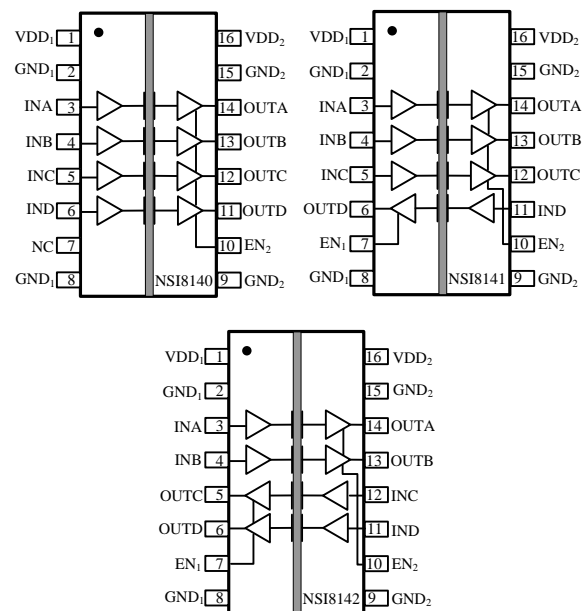 VDD₁ 1 16 VDD₂
GND₁ 2 15 GND₂
INA 3 14 OUTA
INB 4 13 OUTB
INC 5 12 OUTC
IND 6 11 OUTD
NC 7 10 EN₂
GND₁ 8 NSI8140 9 GND₂
VDD₁ 1 16 VDD₂
GND₁ 2 15 GND₂
INA 3 14 OUTA
INB 4 13 OUTB
INC 5 12 OUTC
OUTD 6 11 IND
EN₁ 7 10 EN₂
GND₁ 8 NSI8141 9 GND₂
VDD₁ 1 16 VDD₂
GND₁ 2 15 GND₂
INA 3 14 OUTA
INB 4 13 OUTB
OUTC 5 12 INC
OUTD 6 11 IND
EN₁ 7 10 EN₂
GND₁ 8 NSI8142 9 GND₂